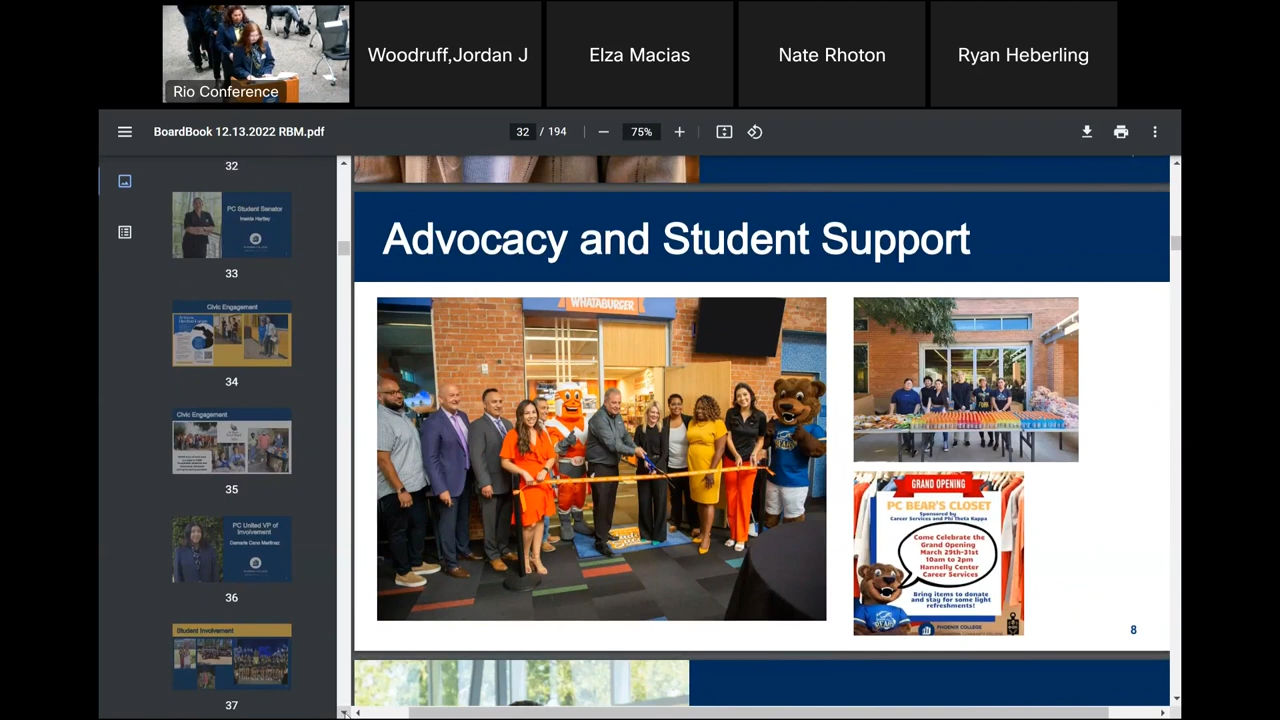 Rio Conference
Woodruff,Jordan J
Elza Macias
Nate Rhoton
Ryan Heberling
BoardBook 12.13.2022 RBM.pdf
32 / 194
75%
32
PC Student Senator
33
Civic Engagement
34
Civic Engagement
35
PC United VP of
Involvement
Damaris Cano Martinez
36
Student Involvement
37
Advocacy and Student Support
WHATABURGER
GRAND OPENING
PC BEAR'S CLOSET
Sponsored by
Career Services and Phi Theta Kappa
Come Celebrate the
Grand Opening
March 29th-31st
10am to 2pm
Hannelly Center
Career Services
Bring items to donate
and stay for some light
refreshments!
PHOENIX COLLEGE
8